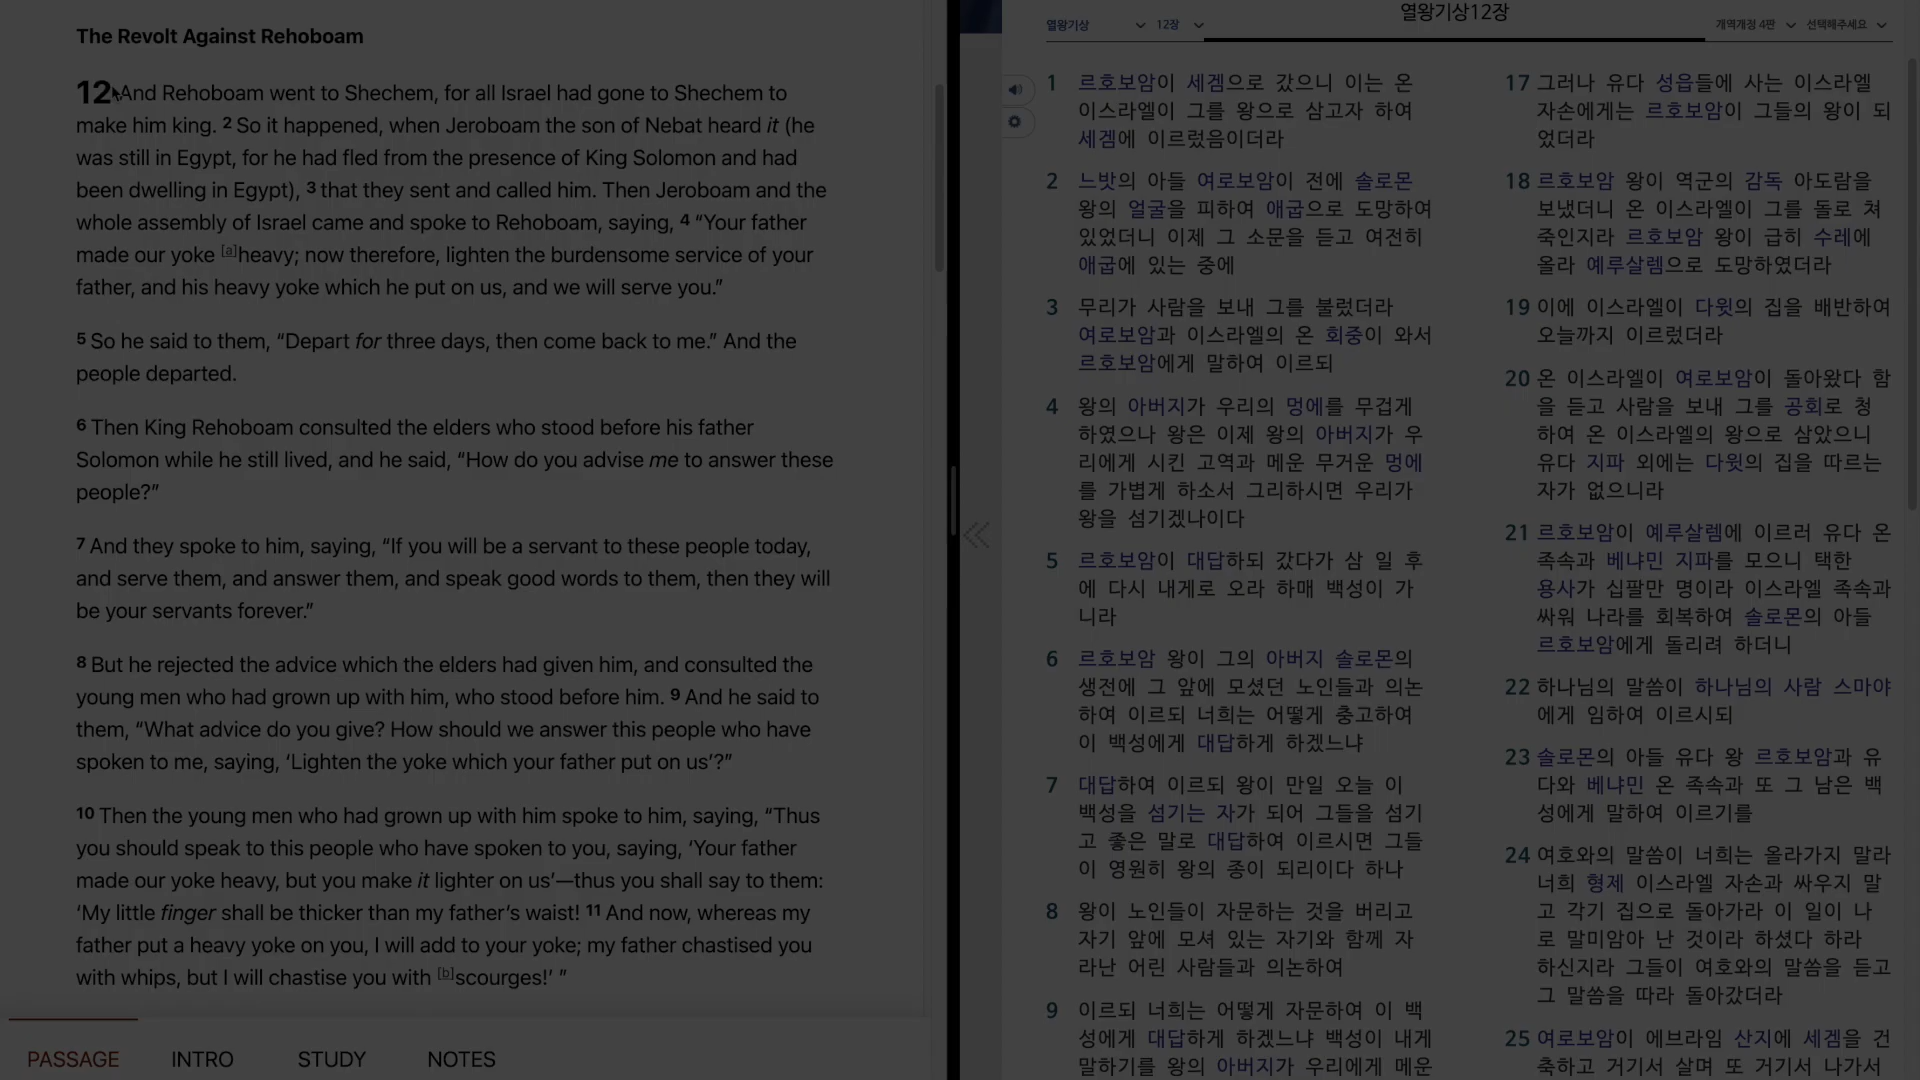 The Revolt Against Rehoboam
12 And Rehoboam went to Shechem, for all Israel had gone to Shechem to
make him king. 2 So it happened, when Jeroboam the son of Nebat heard it (he
was still in Egypt, for he had fled from the presence of King Solomon and had
been dwelling in Egypt), 3 that they sent and called him. Then Jeroboam and the
whole assembly of Israel came and spoke to Rehoboam, saying, 4 “Your father
made our yoke [a]heavy; now therefore, lighten the burdensome service of your
father, and his heavy yoke which he put on us, and we will serve you.”
5 So he said to them, “Depart for three days, then come back to me.” And the
people departed.
6 Then King Rehoboam consulted the elders who stood before his father
Solomon while he still lived, and he said, “How do you advise me to answer these
people?”
7 And they spoke to him, saying, “If you will be a servant to these people today,
and serve them, and answer them, and speak good words to them, then they will
be your servants forever.”
8 But he rejected the advice which the elders had given him, and consulted the
young men who had grown up with him, who stood before him. 9 And he said to
them, “What advice do you give? How should we answer this people who have
spoken to me, saying, ‘Lighten the yoke which your father put on us’?”
10 Then the young men who had grown up with him spoke to him, saying, “Thus
you should speak to this people who have spoken to you, saying, ‘Your father
made our yoke heavy, but you make it lighter on us’—thus you shall say to them:
‘My little finger shall be thicker than my father’s waist! 11 And now, whereas my
father put a heavy yoke on you, I will add to your yoke; my father chastised you
with whips, but I will chastise you with [b]scourges!’ ”
PASSAGE INTRO STUDY NOTES
열왕기상 12장 열왕기상12장 개역개정 4판 선택해주세요
1 르호보암이 세겜으로 갔으니 이는 온
이스라엘이 그를 왕으로 삼고자 하여
세겜에 이르렀음이더라
2 느밧의 아들 여로보암이 전에 솔로몬
왕의 얼굴을 피하여 애굽으로 도망하여
있었더니 이제 그 소문을 듣고 여전히
애굽에 있는 중에
3 무리가 사람을 보내 그를 불렀더라
여로보암과 이스라엘의 온 회중이 와서
르호보암에게 말하여 이르되
4 왕의 아버지가 우리의 멍에를 무겁게
하였으나 왕은 이제 왕의 아버지가 우
리에게 시킨 고역과 메운 무거운 멍에
를 가볍게 하소서 그리하시면 우리가
왕을 섬기겠나이다
5 르호보암이 대답하되 갔다가 삼 일 후
에 다시 내게로 오라 하매 백성이 가
니라
6 르호보암 왕이 그의 아버지 솔로몬의
생전에 그 앞에 모셨던 노인들과 의논
하여 이르되 너희는 어떻게 충고하여
이 백성에게 대답하게 하겠느냐
7 대답하여 이르되 왕이 만일 오늘 이
백성을 섬기는 자가 되어 그들을 섬기
고 좋은 말로 대답하여 이르시면 그들
이 영원히 왕의 종이 되리이다 하나
8 왕이 노인들이 자문하는 것을 버리고
자기 앞에 모셔 있는 자기와 함께 자
라난 어린 사람들과 의논하여
9 이르되 너희는 어떻게 자문하여 이 백
성에게 대답하게 하겠느냐 백성이 내게
말하기를 왕의 아버지가 우리에게 메운
17 그러나 유다 성읍들에 사는 이스라엘
자손에게는 르호보암이 그들의 왕이 되
었더라
18 르호보암 왕이 역군의 감독 아도람을
보냈더니 온 이스라엘이 그를 돌로 쳐
죽인지라 르호보암 왕이 급히 수레에
올라 예루살렘으로 도망하였더라
19 이에 이스라엘이 다윗의 집을 배반하여
오늘까지 이르렀더라
20 온 이스라엘이 여로보암이 돌아왔다 함
을 듣고 사람을 보내 그를 공회로 청
하여 온 이스라엘의 왕으로 삼았으니
유다 지파 외에는 다윗의 집을 따르는
자가 없으니라
21 르호보암이 예루살렘에 이르러 유다 온
족속과 베냐민 지파를 모으니 택한
용사가 십팔만 명이라 이스라엘 족속과
싸워 나라를 회복하여 솔로몬의 아들
르호보암에게 돌리려 하더니
22 하나님의 말씀이 하나님의 사람 스마야
에게 임하여 이르시되
23 솔로몬의 아들 유다 왕 르호보암과 유
다와 베냐민 온 족속과 또 그 남은 백
성에게 말하여 이르기를
24 여호와의 말씀이 너희는 올라가지 말라
너희 형제 이스라엘 자손과 싸우지 말
고 각기 집으로 돌아가라 이 일이 나
로 말미암아 난 것이라 하셨다 하라
하신지라 그들이 여호와의 말씀을 듣고
그 말씀을 따라 돌아갔더라
25 여로보암이 에브라임 산지에 세겜을 건
축하고 거기서 살며 또 거기서 나가서